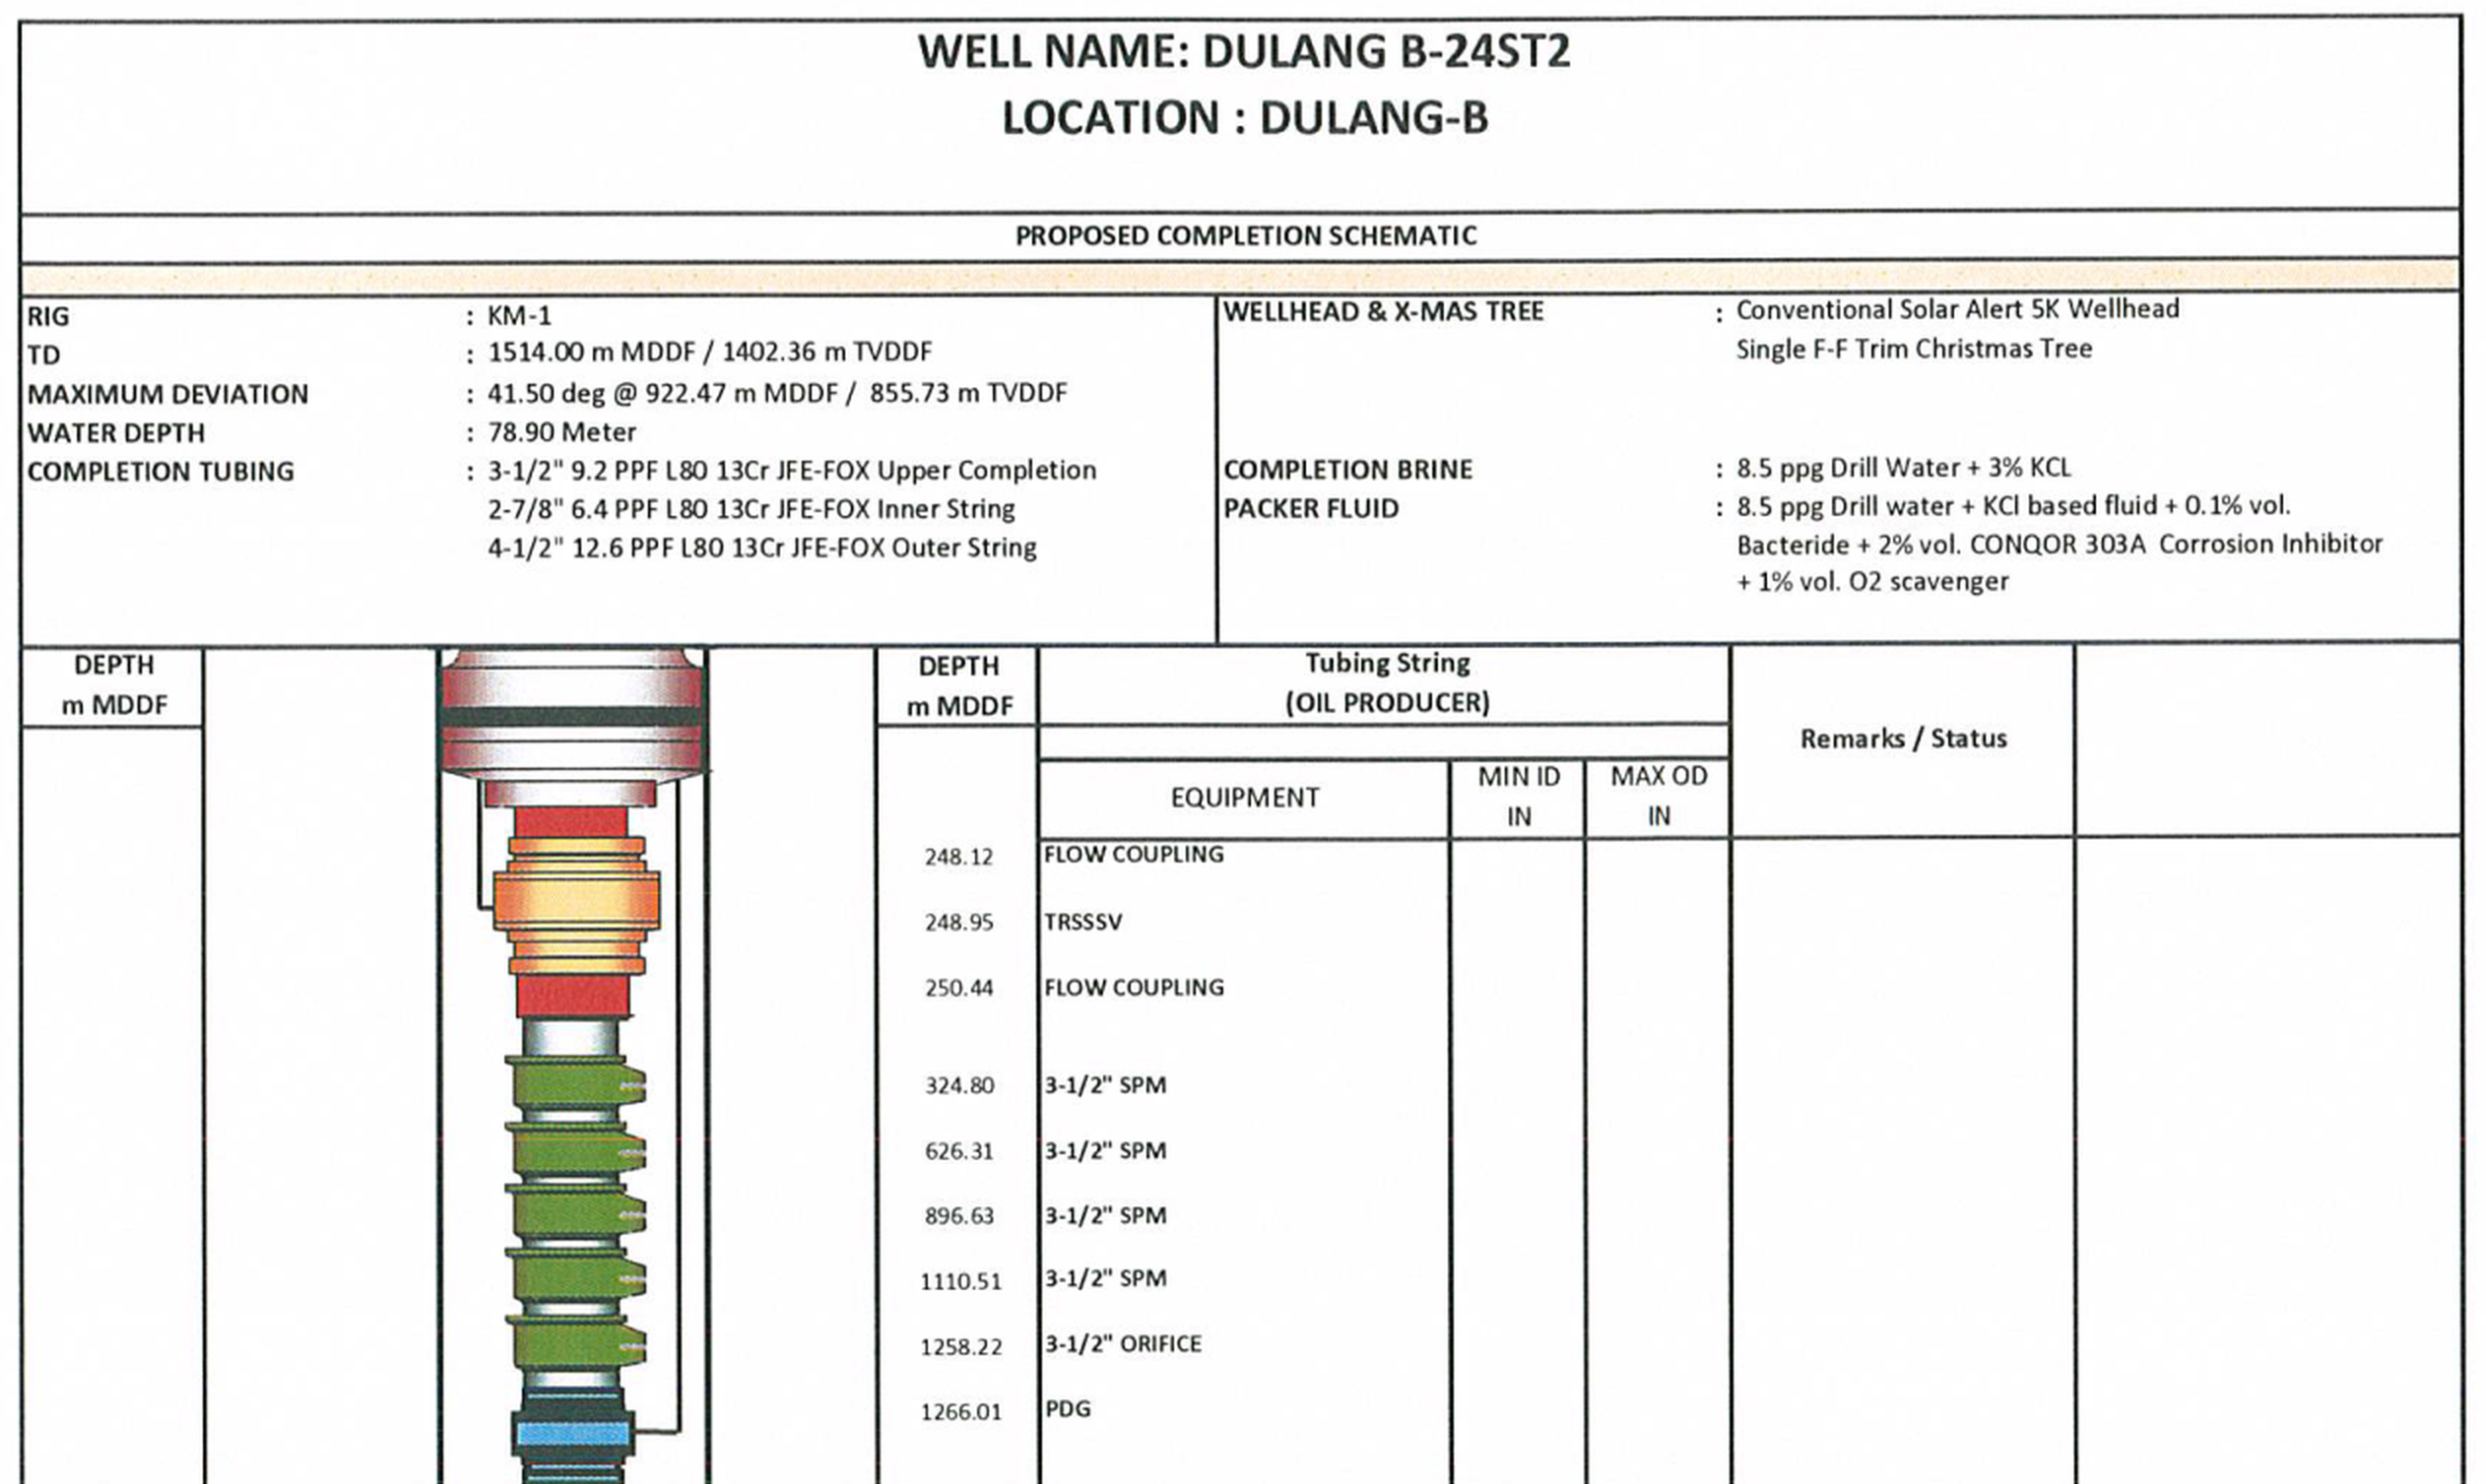 WELL NAME: DULANG B-24ST2
LOCATION : DULANG-B
PROPOSED COMPLETION SCHEMATIC
RIG : KM-1
TD : 1514.00 m MDDF / 1402.36 m TVDDF
MAXIMUM DEVIATION : 41.50 deg @ 922.47 m MDDF / 855.73 m TVDDF
WATER DEPTH : 78.90 Meter
COMPLETION TUBING : 3-1/2" 9.2 PPF L80 13Cr JFE-FOX Upper Completion
2-7/8" 6.4 PPF L80 13Cr JFE-FOX Inner String
4-1/2" 12.6 PPF L80 13Cr JFE-FOX Outer String
WELLHEAD & X-MAS TREE : Conventional Solar Alert 5K Wellhead
Single F-F Trim Christmas Tree
COMPLETION BRINE : 8.5 ppg Drill Water + 3% KCL
PACKER FLUID : 8.5 ppg Drill water + KCl based fluid + 0.1% vol.
Bacteride + 2% vol. CONQOR 303A Corrosion Inhibitor
+ 1% vol. O2 scavenger
DEPTH
m MDDF
DEPTH
m MDDF
Tubing String
(OIL PRODUCER)
Remarks / Status
EQUIPMENT
MIN ID
IN
MAX OD
IN
248.12 FLOW COUPLING
248.95 TRSSSV
250.44 FLOW COUPLING
324.80 3-1/2" SPM
626.31 3-1/2" SPM
896.63 3-1/2" SPM
1110.51 3-1/2" SPM
1258.22 3-1/2" ORIFICE
1266.01 PDG